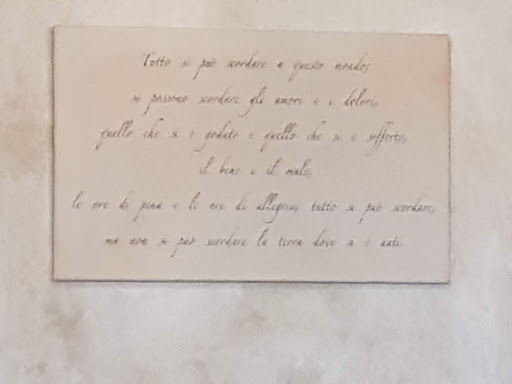 Tutto si può scordare a questo mondo,
si possono scordare gli amori e i dolori,
quello che si è goduto e quello che si è sofferto,
il bene e il male,
le ore di pena e le ore di allegria, tutto si può scordare,
ma non si può scordare la terra dove si è nati.